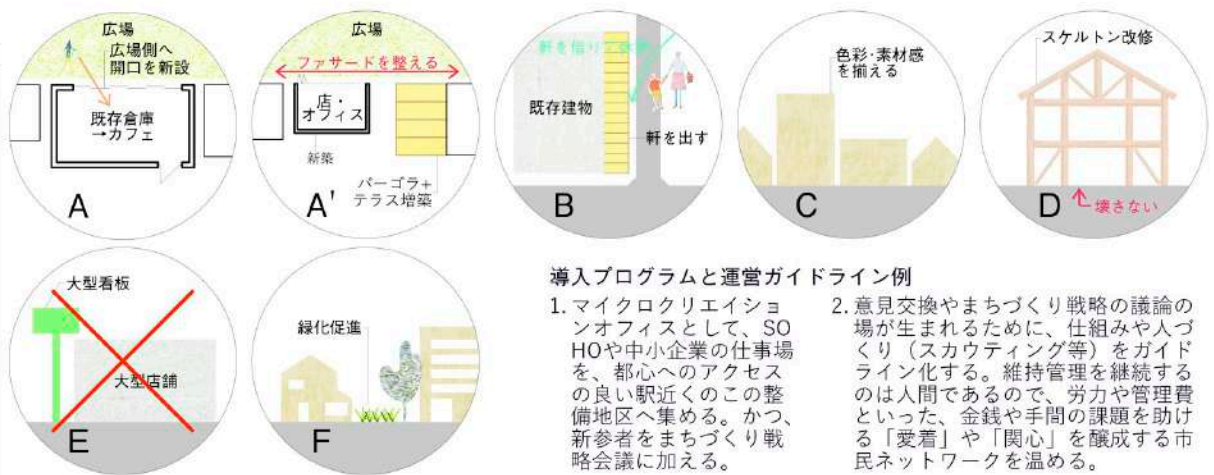 広場
広場側へ
開口を新設
既存倉庫
→カフェ
A
広場
ファサードを整える
店・
オフィス
新築
パーゴラ+
テラス増築
A'
既存建物
軒を出す
B
色彩・素材感
を揃える
C
スケルトン改修
壊さない
D
大型看板
大型店舗
E
緑化促進
F
導入プログラムと運営ガイドライン例
1. マイクロクリエイショ
ンオフィスとして、SO
HOや中小企業の仕事場
を、都心へのアクセス
の良い駅近くのこの整
備地区へ集める。かつ、
新参者をまちづくり戦
略会議に加える。
2. 意見交換やまちづくり戦略の議論の
場が生まれるために、仕組みや人づ
くり（スカウティング等）をガイド
ライン化する。維持管理を継続する
のは人間であるので、労力や管理費
といった、金銭や手間の課題を助け
る「愛着」や「関心」を醸成する市
民ネットワークを温める。